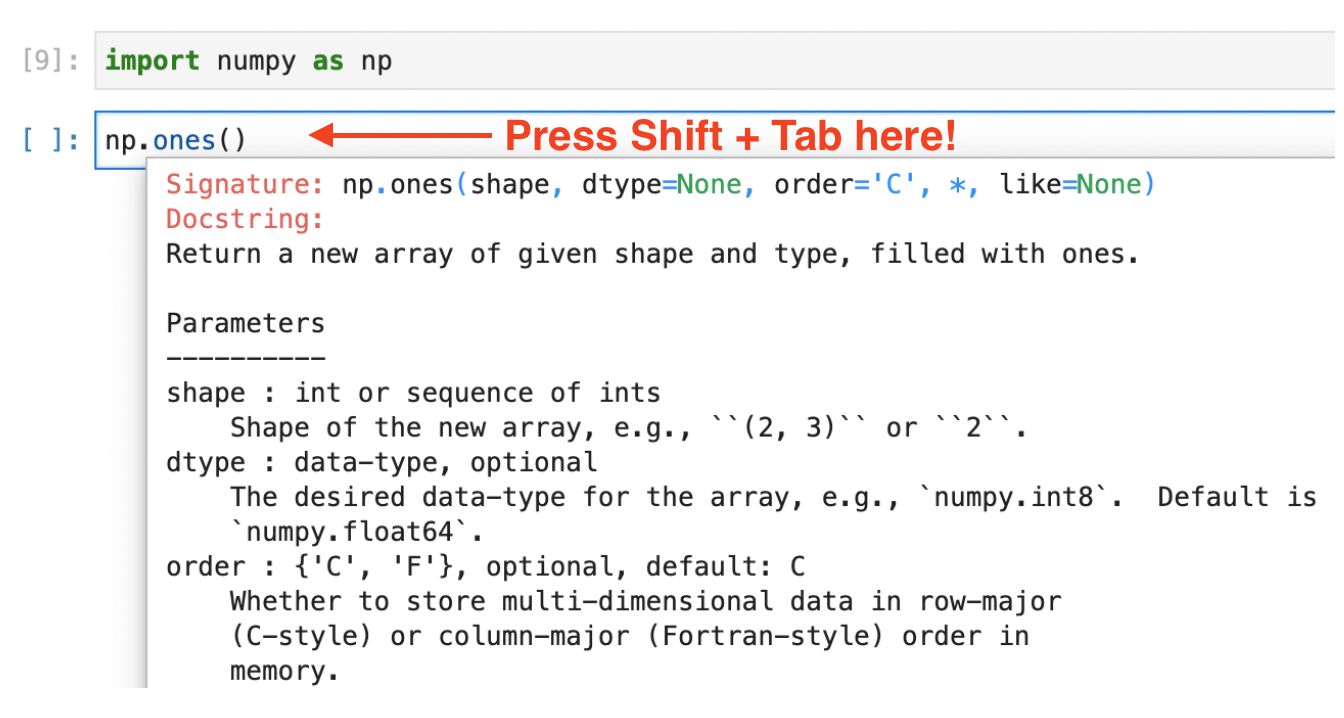 [9]: import numpy as np
[ ]: np.ones() Press Shift + Tab here!
Signature: np.ones(shape, dtype=None, order='C', *, like=None)
Docstring:
Return a new array of given shape and type, filled with ones.
Parameters
----------
shape : int or sequence of ints
    Shape of the new array, e.g., ``(2, 3)`` or ``2``.
dtype : data-type, optional
    The desired data-type for the array, e.g., `numpy.int8`.  Default is
    `numpy.float64`.
order : {'C', 'F'}, optional, default: C
    Whether to store multi-dimensional data in row-major
    (C-style) or column-major (Fortran-style) order in
    memory.